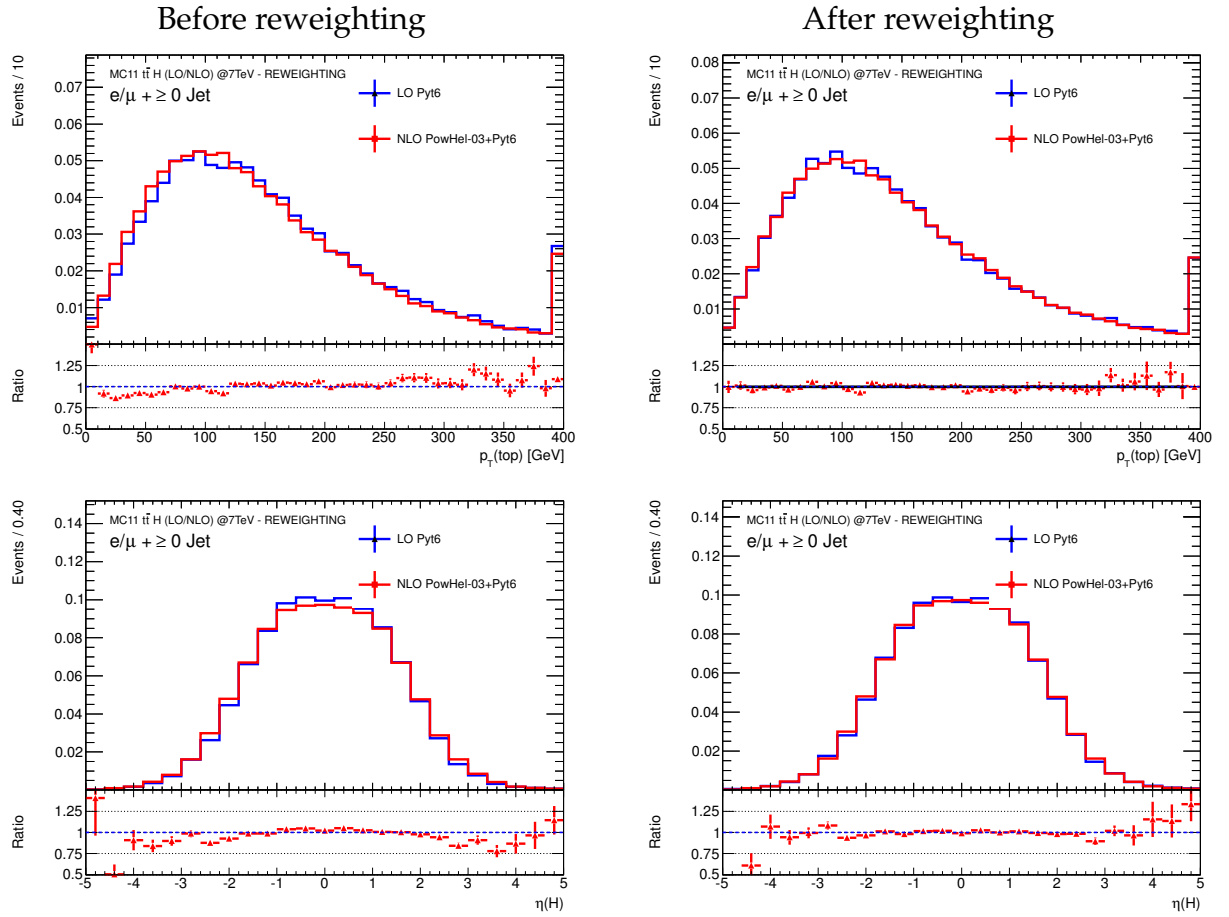 Before reweighting
After reweighting
Events / 10
0.07
0.06
0.05
0.04
0.03
0.02
0.01
MC11 tt̄ H (LO/NLO) @7TeV - REWEIGHTING
e/μ + ≥ 0 Jet
LO Pyt6
NLO PowHel-03+Pyt6
Ratio
1.25
1
0.75
0.5
0 50 100 150 200 250 300 350 400
p_T(top) [GeV]
Events / 10
0.08
0.07
0.06
0.05
0.04
0.03
0.02
0.01
MC11 tt̄ H (LO/NLO) @7TeV - REWEIGHTING
e/μ + ≥ 0 Jet
LO Pyt6
NLO PowHel-03+Pyt6
Ratio
1.25
1
0.75
0.5
0 50 100 150 200 250 300 350 400
p_T(top) [GeV]
Events / 0.40
0.14
0.12
0.1
0.08
0.06
0.04
0.02
MC11 tt̄ H (LO/NLO) @7TeV - REWEIGHTING
e/μ + ≥ 0 Jet
LO Pyt6
NLO PowHel-03+Pyt6
Ratio
1.25
1
0.75
0.5
-5 -4 -3 -2 -1 0 1 2 3 4 5
η(H)
Events / 0.40
0.14
0.12
0.1
0.08
0.06
0.04
0.02
MC11 tt̄ H (LO/NLO) @7TeV - REWEIGHTING
e/μ + ≥ 0 Jet
LO Pyt6
NLO PowHel-03+Pyt6
Ratio
1.25
1
0.75
0.5
-5 -4 -3 -2 -1 0 1 2 3 4 5
η(H)